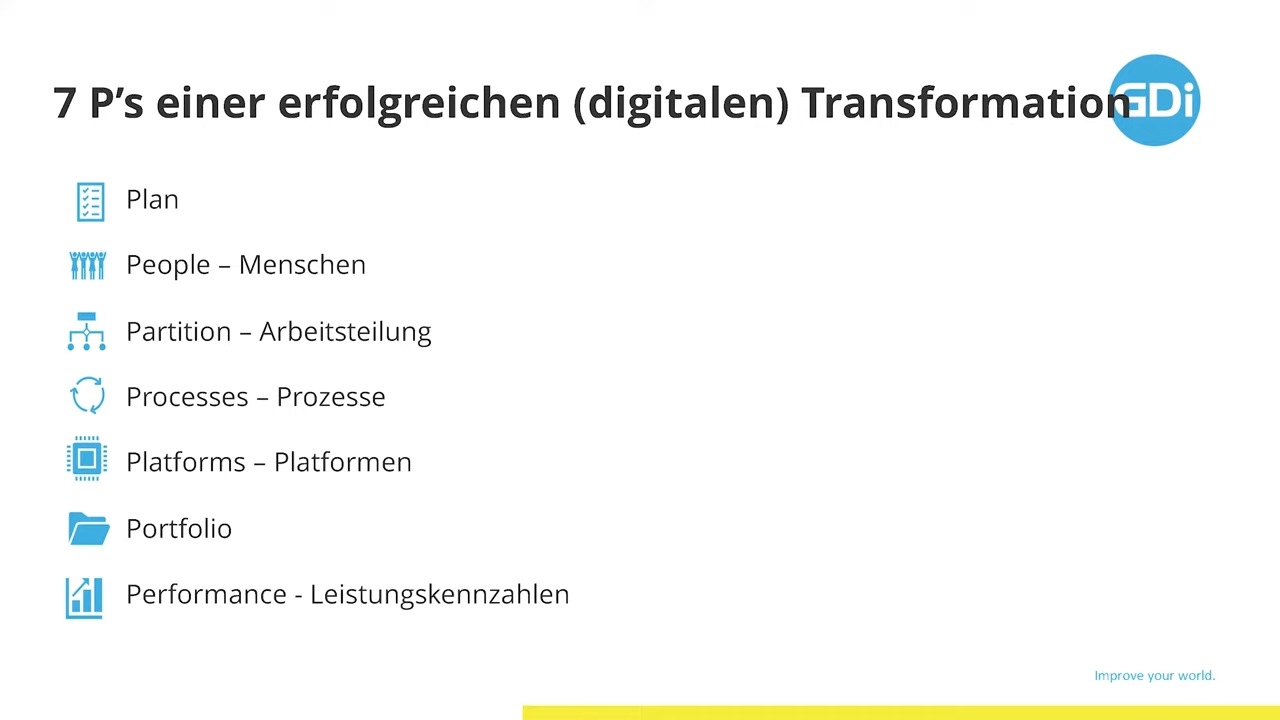 7 P’s einer erfolgreichen (digitalen) Transformation
GDi
Plan
People – Menschen
Partition – Arbeitsteilung
Processes – Prozesse
Platforms – Platformen
Portfolio
Performance - Leistungskennzahlen
Improve your world.